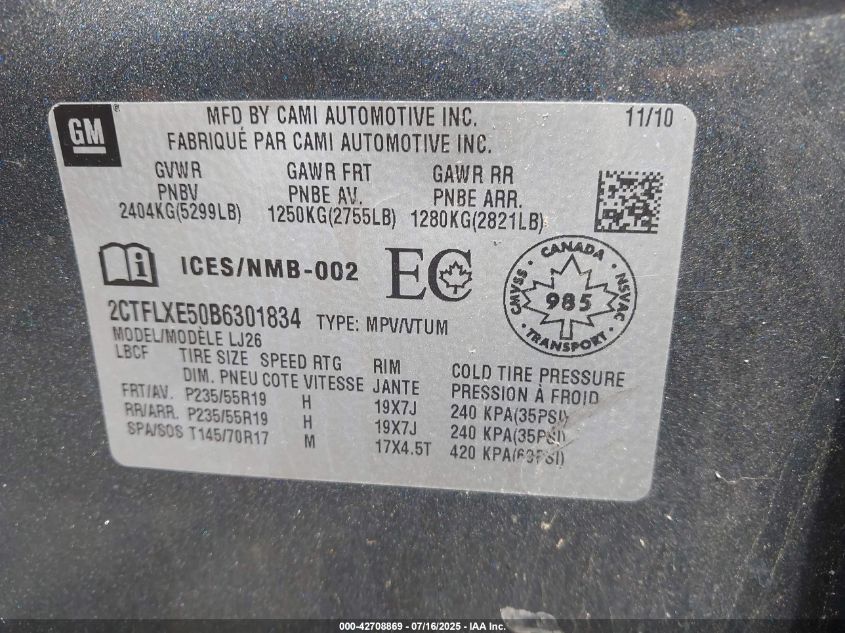 GM
MFD BY CAMI AUTOMOTIVE INC. 11/10
FABRIQUÉ PAR CAMI AUTOMOTIVE INC.
GVWR GAWR FRT GAWR RR
PNBV PNBE AV. PNBE ARR.
2404KG(5299LB) 1250KG(2755LB) 1280KG(2821LB)
ICES/NMB-002 EC
CANADA
CMVSS 985 NSVAC
TRANSPORT
2CTFLXE50B6301834 TYPE: MPV/VTUM
MODEL/MODÈLE LJ26
LBCF TIRE SIZE SPEED RTG RIM COLD TIRE PRESSURE
DIM. PNEU COTE VITESSE JANTE PRESSION À FROID
FRT/AV. P235/55R19 H 19X7J 240 KPA(35PSI)
RR/ARR. P235/55R19 H 19X7J 240 KPA(35PSI)
SPA/SOS T145/70R17 M 17X4.5T 420 KPA(60PSI)
000-42708869 - 07/16/2025 - IAA Inc.